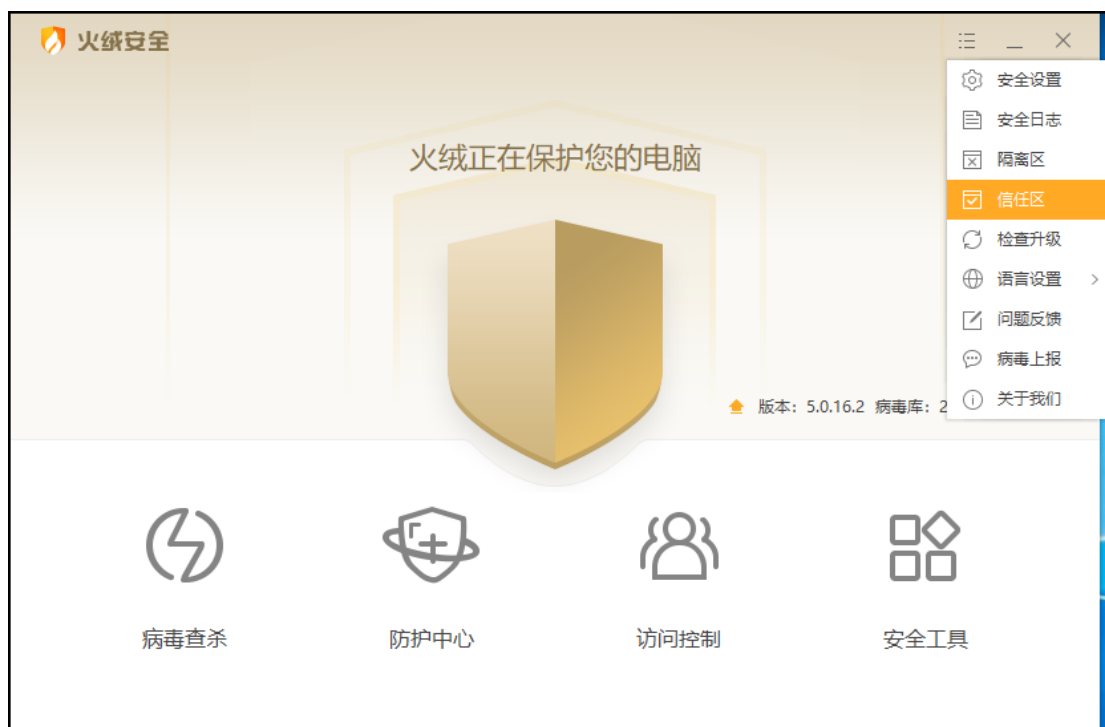 火绒安全
安全设置
安全日志
火绒正在保护您的电脑
隔离区
信任区
检查升级
语言设置
问题反馈
病毒上报
版本：5.0.16.2 病毒库：2
关于我们
病毒查杀
防护中心
访问控制
安全工具